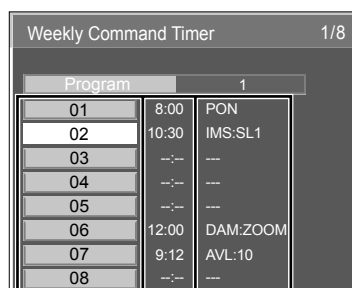 Weekly Command Timer 1/8
Program 1
01 8:00 PON
02 10:30 IMS:SL1
03 --:-- ---
04 --:-- ---
05 --:-- ---
06 12:00 DAM:ZOOM
07 9:12 AVL:10
08 --:-- ---